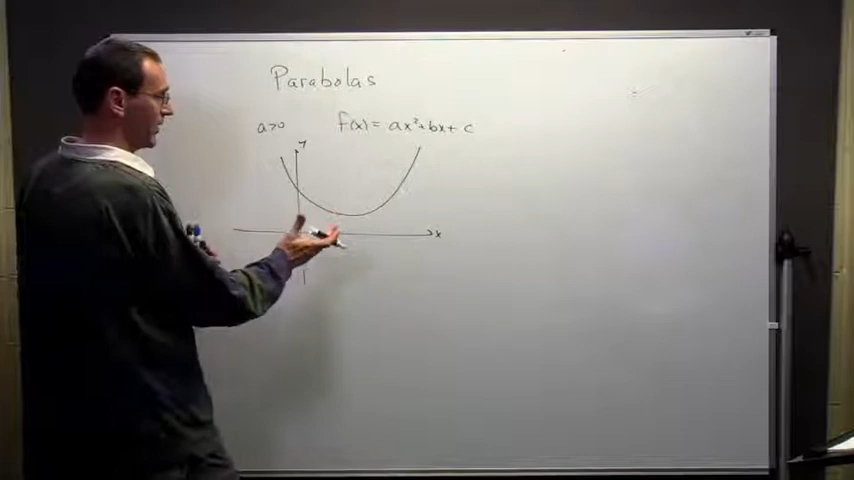 Parabolas
a>0 f(x) = ax²+bx+c
y
x